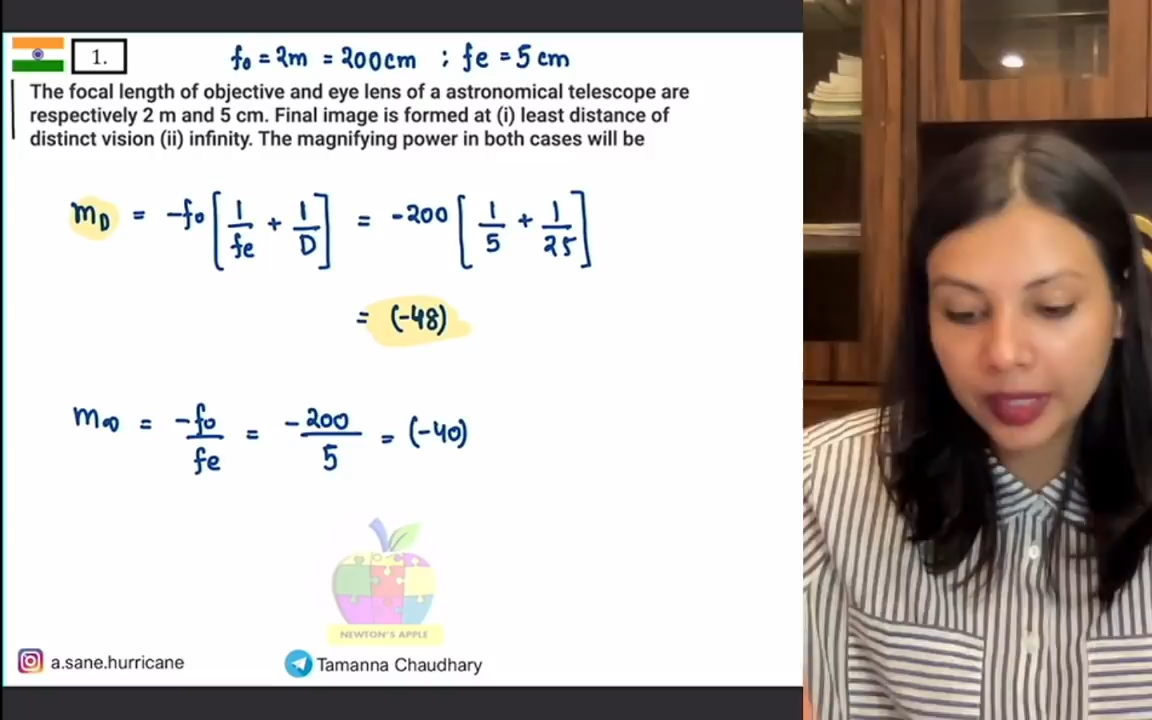 1.
f₀ = 2m = 200cm ; fe = 5 cm
The focal length of objective and eye lens of a astronomical telescope are
respectively 2 m and 5 cm. Final image is formed at (i) least distance of
distinct vision (ii) infinity. The magnifying power in both cases will be
m_D = -f₀ [1/fe + 1/D] = -200 [1/5 + 1/25]
= (-48)
m∞ = -f₀/fe = -200/5 = (-40)
NEWTON'S APPLE
a.sane.hurricane
Tamanna Chaudhary